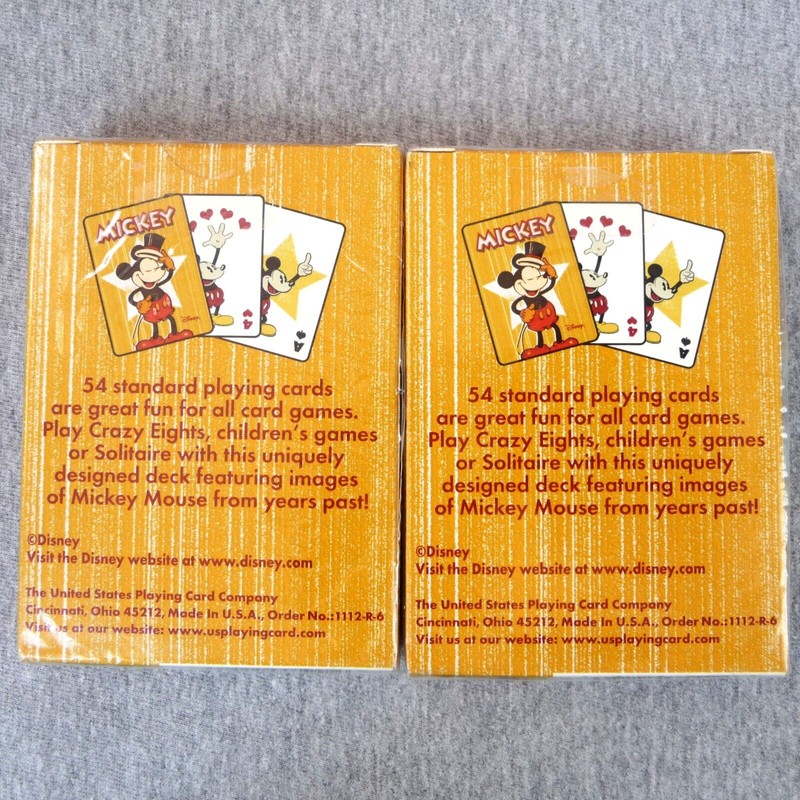 MICKEY
Disney
A
A
54 standard playing cards
are great fun for all card games.
Play Crazy Eights, children's games
or Solitaire with this uniquely
designed deck featuring images
of Mickey Mouse from years past!
©Disney
Visit the Disney website at www.disney.com
The United States Playing Card Company
Cincinnati, Ohio 45212, Made In U.S.A., Order No.:1112-R-6
Visit us at our website: www.usplayingcard.com
MICKEY
Disney
A
A
54 standard playing cards
are great fun for all card games.
Play Crazy Eights, children's games
or Solitaire with this uniquely
designed deck featuring images
of Mickey Mouse from years past!
©Disney
Visit the Disney website at www.disney.com
The United States Playing Card Company
Cincinnati, Ohio 45212, Made In U.S.A., Order No.:1112-R-6
Visit us at our website: www.usplayingcard.com